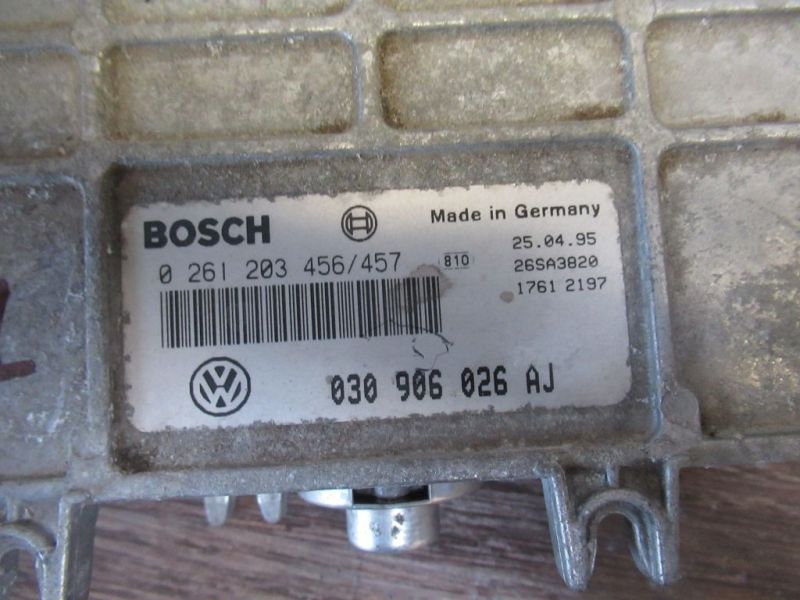 BOSCH
Made in Germany
25.04.95
0 261 203 456/457
810
26SA3820
1761 2197
030 906 026 AJ